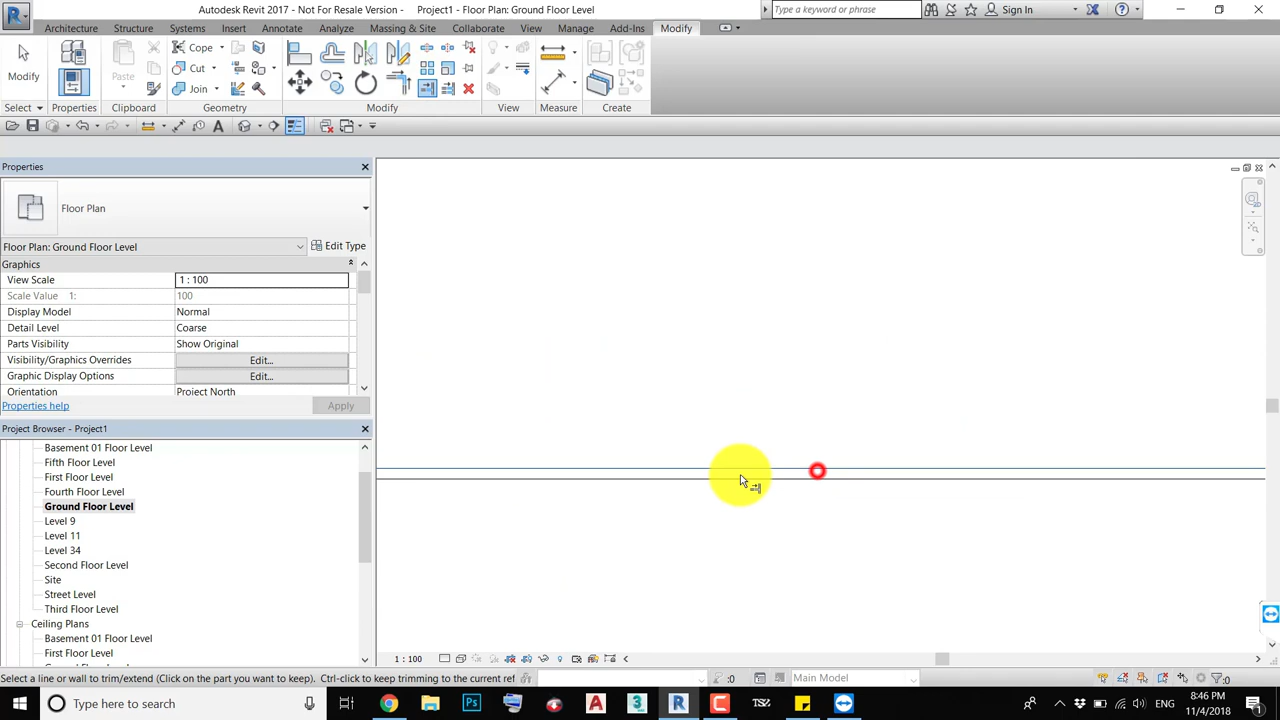 Autodesk Revit 2017 - Not For Resale Version - Project1 - Floor Plan: Ground Floor Level
Type a keyword or phrase
Sign In
Architecture Structure Systems Insert Annotate Analyze Massing & Site Collaborate View Manage Add-Ins Modify
Modify
Paste
Cope
Cut
Join
Select Properties Clipboard Geometry Modify View Measure Create
Properties
Floor Plan
Floor Plan: Ground Floor Level
Edit Type
Graphics
View Scale 1 : 100
Scale Value 1: 100
Display Model Normal
Detail Level Coarse
Parts Visibility Show Original
Visibility/Graphics Overrides Edit...
Graphic Display Options Edit...
Orientation Project North
Properties help
Apply
Project Browser - Project1
Basement 01 Floor Level
Fifth Floor Level
First Floor Level
Fourth Floor Level
Ground Floor Level
Level 9
Level 11
Level 34
Second Floor Level
Site
Street Level
Third Floor Level
Ceiling Plans
Basement 01 Floor Level
First Floor Level
1 : 100
Select a line or wall to trim/extend (Click on the part you want to keep). Ctrl-click to keep trimming to the current ref
:0
Main Model
:0
Type here to search
ENG
8:46 PM
11/4/2018